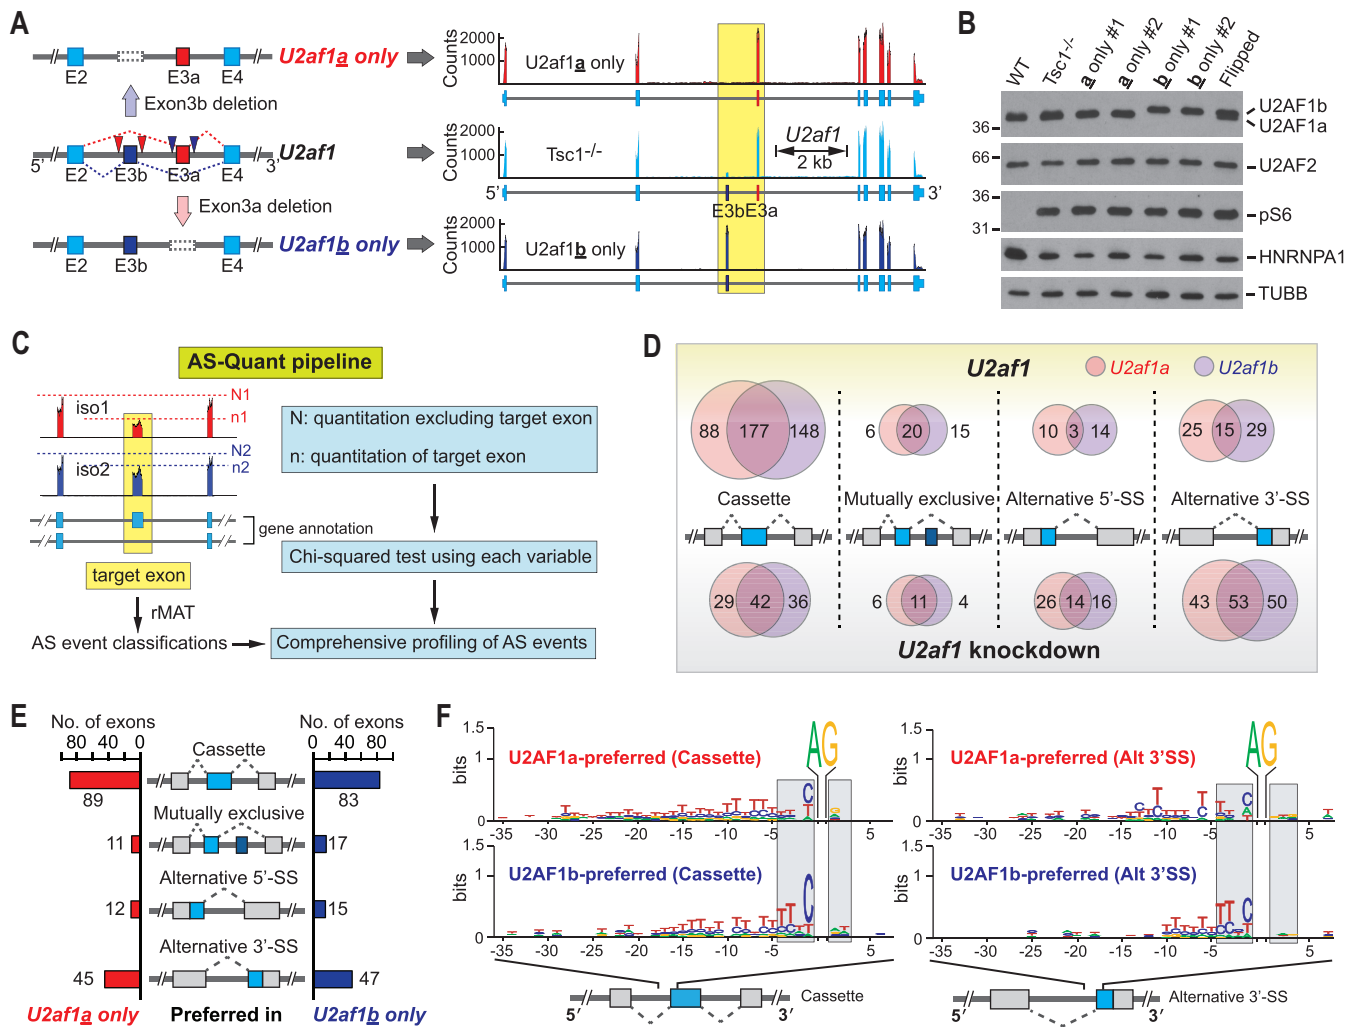 A
E2
E3a
E4
U2af1a only
Exon3b deletion
5'
3'
U2af1
E2
E3b
E3a
E4
Exon3a deletion
E2
E3b
E4
U2af1b only
Counts
2000
1000
U2af1a only
Counts
2000
1000
Tsc1-/-
U2af1
2 kb
5'
3'
E3b
E3a
Counts
2000
1000
U2af1b only
B
WT
Tsc1-/-
a only #1
a only #2
b only #1
b only #2
Flipped
36
U2AF1b
U2AF1a
66
U2AF2
36
31
pS6
HNRNPA1
TUBB
C
AS-Quant pipeline
iso1
N1
n1
iso2
N2
n2
gene annotation
target exon
rMAT
AS event classifications
N: quantitation excluding target exon
n: quantitation of target exon
Chi-squared test using each variable
Comprehensive profiling of AS events
D
U2af1
U2af1a
U2af1b
88 177 148
6 20 15
10 3 14
25 15 29
Cassette
Mutually exclusive
Alternative 5'-SS
Alternative 3'-SS
29 42 36
6 11 4
26 14 16
43 53 50
U2af1 knockdown
E
No. of exons
80 40 0
No. of exons
0 40 80
Cassette
89
83
Mutually exclusive
11
17
Alternative 5'-SS
12
15
Alternative 3'-SS
45
47
U2af1a only
Preferred in
U2af1b only
F
bits
1.5
1
0
U2AF1a-preferred (Cassette)
AG
C
-35 -30 -25 -20 -15 -10 -5 5
bits
1.5
1
0
U2AF1b-preferred (Cassette)
TTC
-35 -30 -25 -20 -15 -10 -5 5
5'
3'
Cassette
bits
1.5
1
0
U2AF1a-preferred (Alt 3'SS)
AG
-35 -30 -25 -20 -15 -10 -5 5
bits
1.5
1
0
U2AF1b-preferred (Alt 3'SS)
TTC
-35 -30 -25 -20 -15 -10 -5 5
5'
3'
Alternative 3'-SS